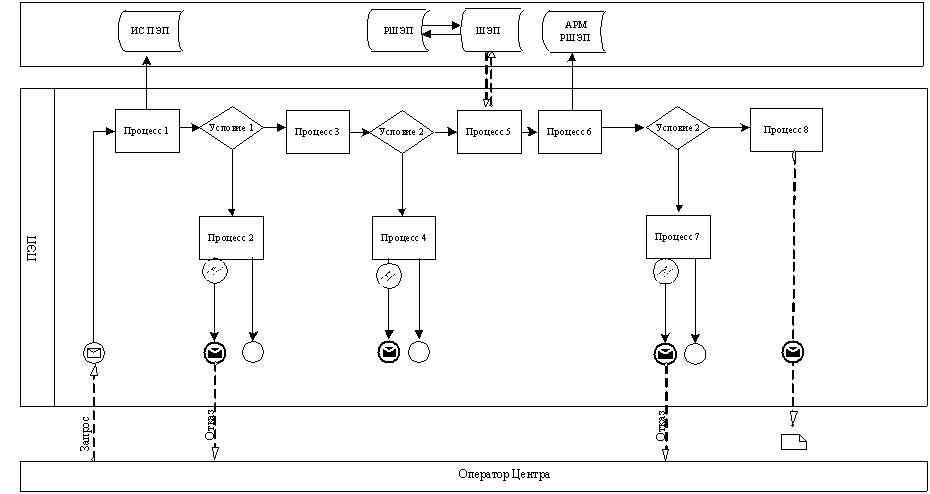 ИС ПЭП
РШЭП
ШЭП
АРМ
РШЭП
Процесс 1
Условие 1
Процесс 3
Условие 2
Процесс 5
Процесс 6
Условие 2
Процесс 8
Процесс 2
Процесс 4
Процесс 7
ПЭП
Запрос
Отказ
Отказ
Оператор Центра